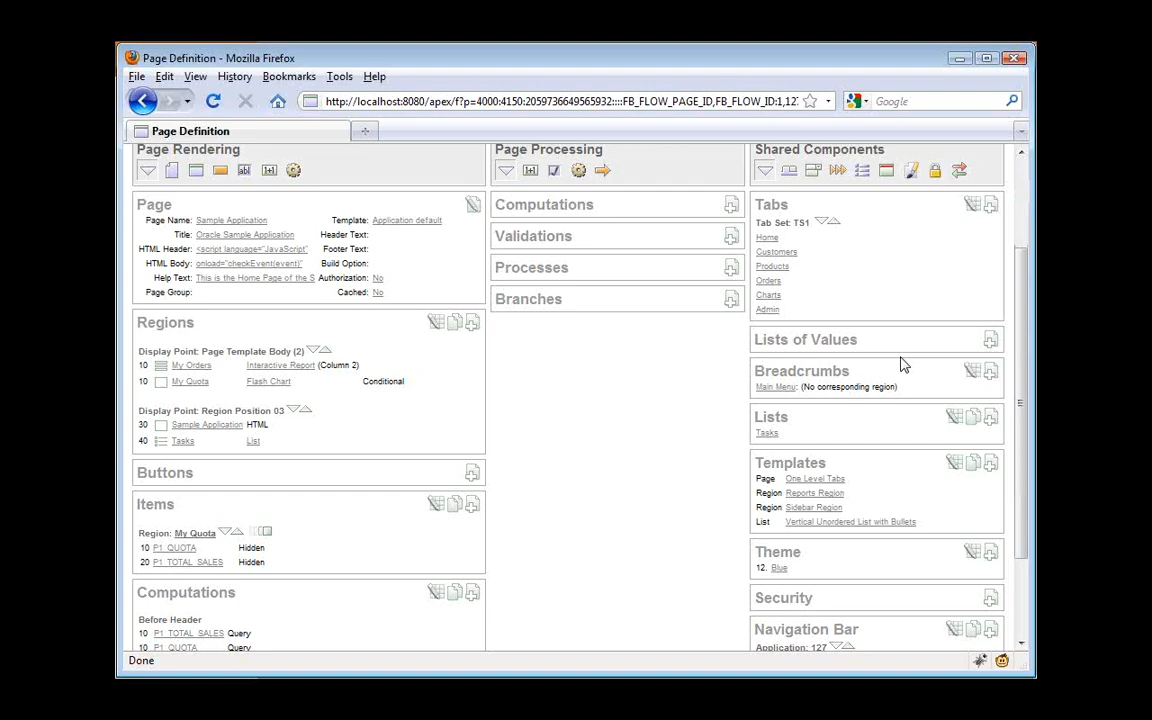 Page Definition - Mozilla Firefox
File Edit View History Bookmarks Tools Help
http://localhost:8080/apex/f?p=4000:4150:2059736649565932::::FB_FLOW_PAGE_ID,FB_FLOW_ID:1,127
Google
Page Definition
Page Rendering
Page
Page Name: Sample Application Template: Application default
Title: Oracle Sample Application Header Text:
HTML Header: <script language="JavaScript" Footer Text:
HTML Body: onload="checkEvent(event)" Build Option:
Help Text: This is the Home Page of the S Authorization: No
Page Group: Cached: No
Regions
Display Point: Page Template Body (2)
10 My Orders Interactive Report (Column 2)
10 My Quota Flash Chart Conditional
Display Point: Region Position 03
30 Sample Application HTML
40 Tasks List
Buttons
Items
Region: My Quota
10 P1_QUOTA Hidden
20 P1_TOTAL_SALES Hidden
Computations
Before Header
10 P1_TOTAL_SALES Query
10 P1_QUOTA Query
Page Processing
Computations
Validations
Processes
Branches
Shared Components
Tabs
Tab Set: TS1
Home
Customers
Products
Orders
Charts
Admin
Lists of Values
Breadcrumbs
Main Menu: (No corresponding region)
Lists
Tasks
Templates
Page One Level Tabs
Region Reports Region
Region Sidebar Region
List Vertical Unordered List with Bullets
Theme
12. Blue
Security
Navigation Bar
Application: 127
Done